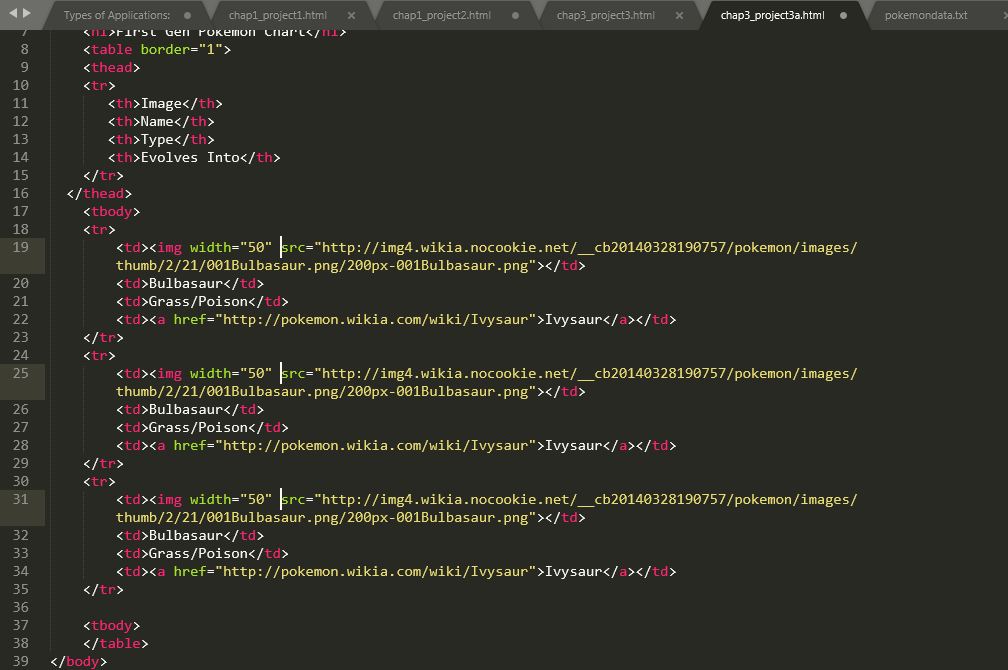 Types of Applications: chap1_project1.html chap1_project2.html chap3_project3.html chap3_project3a.html pokemondata.txt
7 <h1>First Gen Pokemon Chart</h1>
8 <table border="1">
9 <thead>
10 <tr>
11 <th>Image</th>
12 <th>Name</th>
13 <th>Type</th>
14 <th>Evolves Into</th>
15 </tr>
16 </thead>
17 <tbody>
18 <tr>
19 <td><img width="50" src="http://img4.wikia.nocookie.net/__cb20140328190757/pokemon/images/
thumb/2/21/001Bulbasaur.png/200px-001Bulbasaur.png"></td>
20 <td>Bulbasaur</td>
21 <td>Grass/Poison</td>
22 <td><a href="http://pokemon.wikia.com/wiki/Ivysaur">Ivysaur</a></td>
23 </tr>
24 <tr>
25 <td><img width="50" src="http://img4.wikia.nocookie.net/__cb20140328190757/pokemon/images/
thumb/2/21/001Bulbasaur.png/200px-001Bulbasaur.png"></td>
26 <td>Bulbasaur</td>
27 <td>Grass/Poison</td>
28 <td><a href="http://pokemon.wikia.com/wiki/Ivysaur">Ivysaur</a></td>
29 </tr>
30 <tr>
31 <td><img width="50" src="http://img4.wikia.nocookie.net/__cb20140328190757/pokemon/images/
thumb/2/21/001Bulbasaur.png/200px-001Bulbasaur.png"></td>
32 <td>Bulbasaur</td>
33 <td>Grass/Poison</td>
34 <td><a href="http://pokemon.wikia.com/wiki/Ivysaur">Ivysaur</a></td>
35 </tr>
36
37 <tbody>
38 </table>
39 </body>